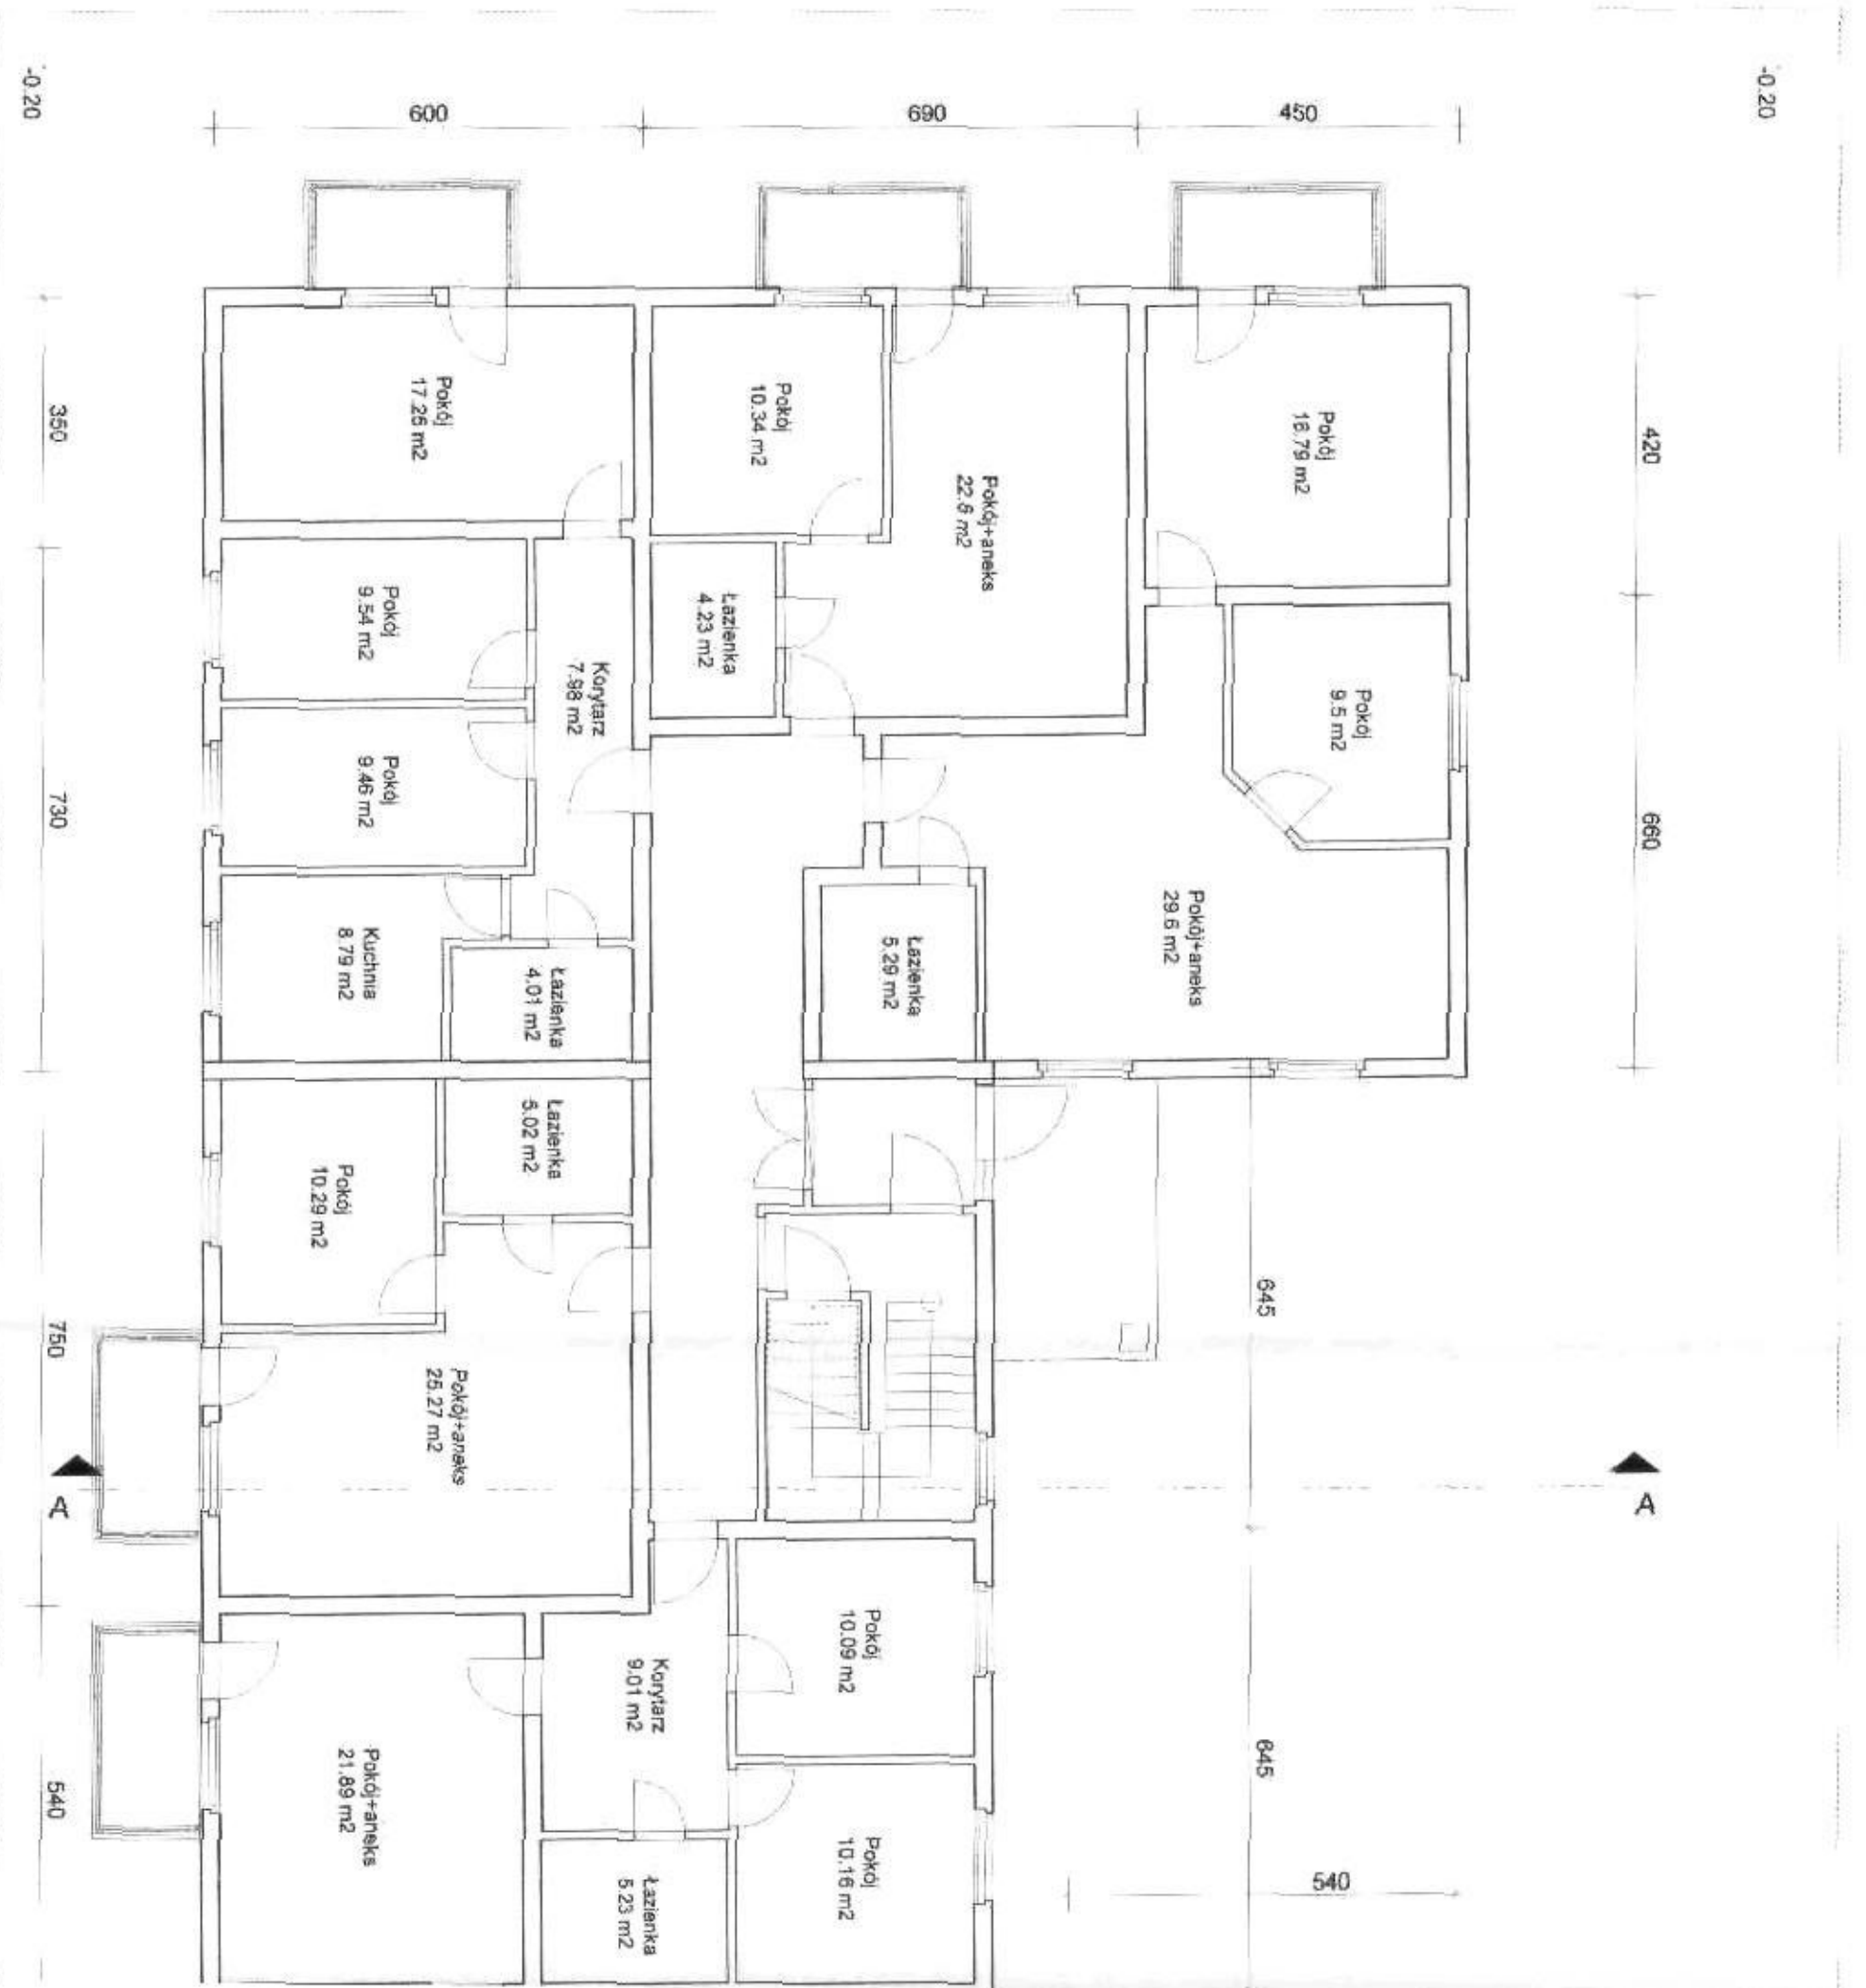 -0.20
-0.20
600
690
450
Pokój
17.26 m2
Pokój
10.34 m2
Pokój+aneks
22.6 m2
Pokój
16.79 m2
350
420
Pokój
9.54 m2
Łazienka
4.23 m2
Korytarz
7.98 m2
Pokój
9.5 m2
Pokój
9.46 m2
730
660
Kuchnia
8.79 m2
Łazienka
4.01 m2
Łazienka
5.29 m2
Pokój+aneks
29.6 m2
Pokój
10.29 m2
Łazienka
5.02 m2
645
750
Pokój+aneks
25.27 m2
A
A
Pokój
10.09 m2
Korytarz
9.01 m2
645
540
Pokój+aneks
21.89 m2
Pokój
10.16 m2
Łazienka
5.23 m2
540